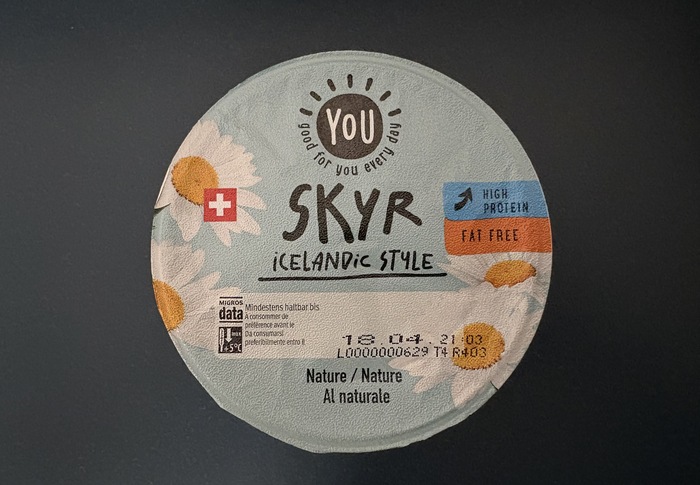 YOU
good for you every day
SKYR
ICELANDIC STYLE
HIGH
PROTEIN
FAT FREE
MIGROS
data
Mindestens haltbar bis
À consommer de
préférence avant le
Da consumarsi
preferibilmente entro il
+5°C
18.04. 21:03
L0000000629 T4 R403
Nature / Nature
Al naturale